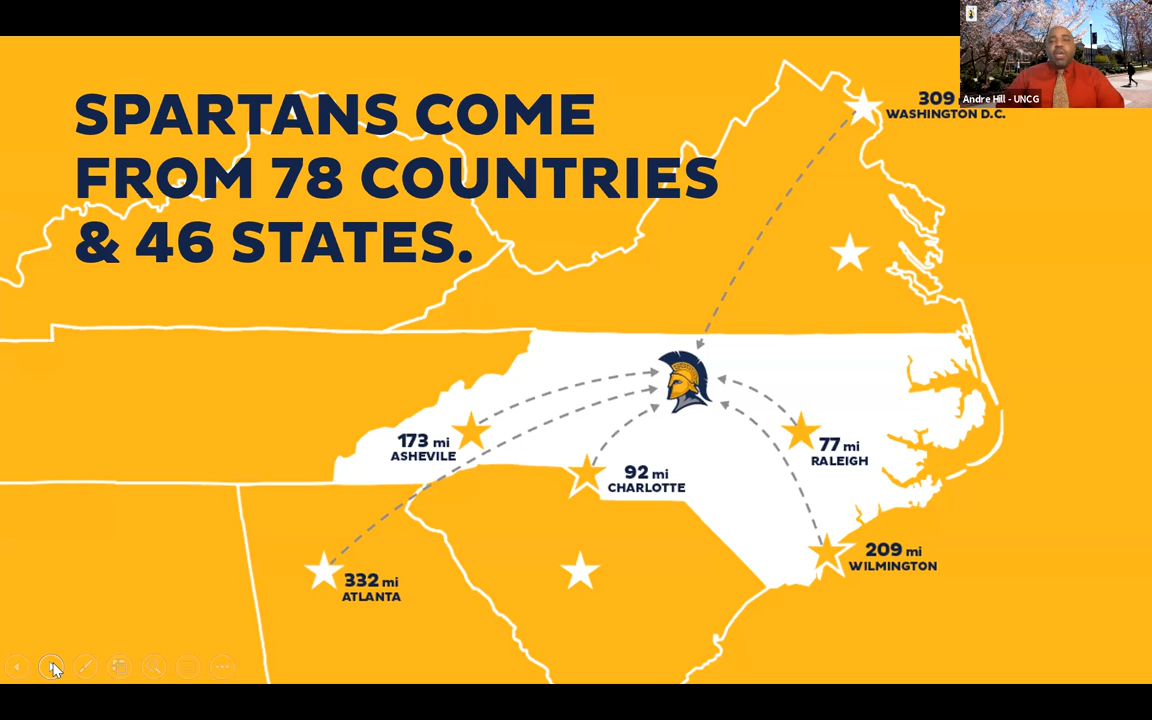 SPARTANS COME
FROM 78 COUNTRIES
& 46 STATES.
Andre Hill - UNCG
309
WASHINGTON D.C.
173 mi
ASHEVILE
92 mi
CHARLOTTE
77 mi
RALEIGH
209 mi
WILMINGTON
332 mi
ATLANTA